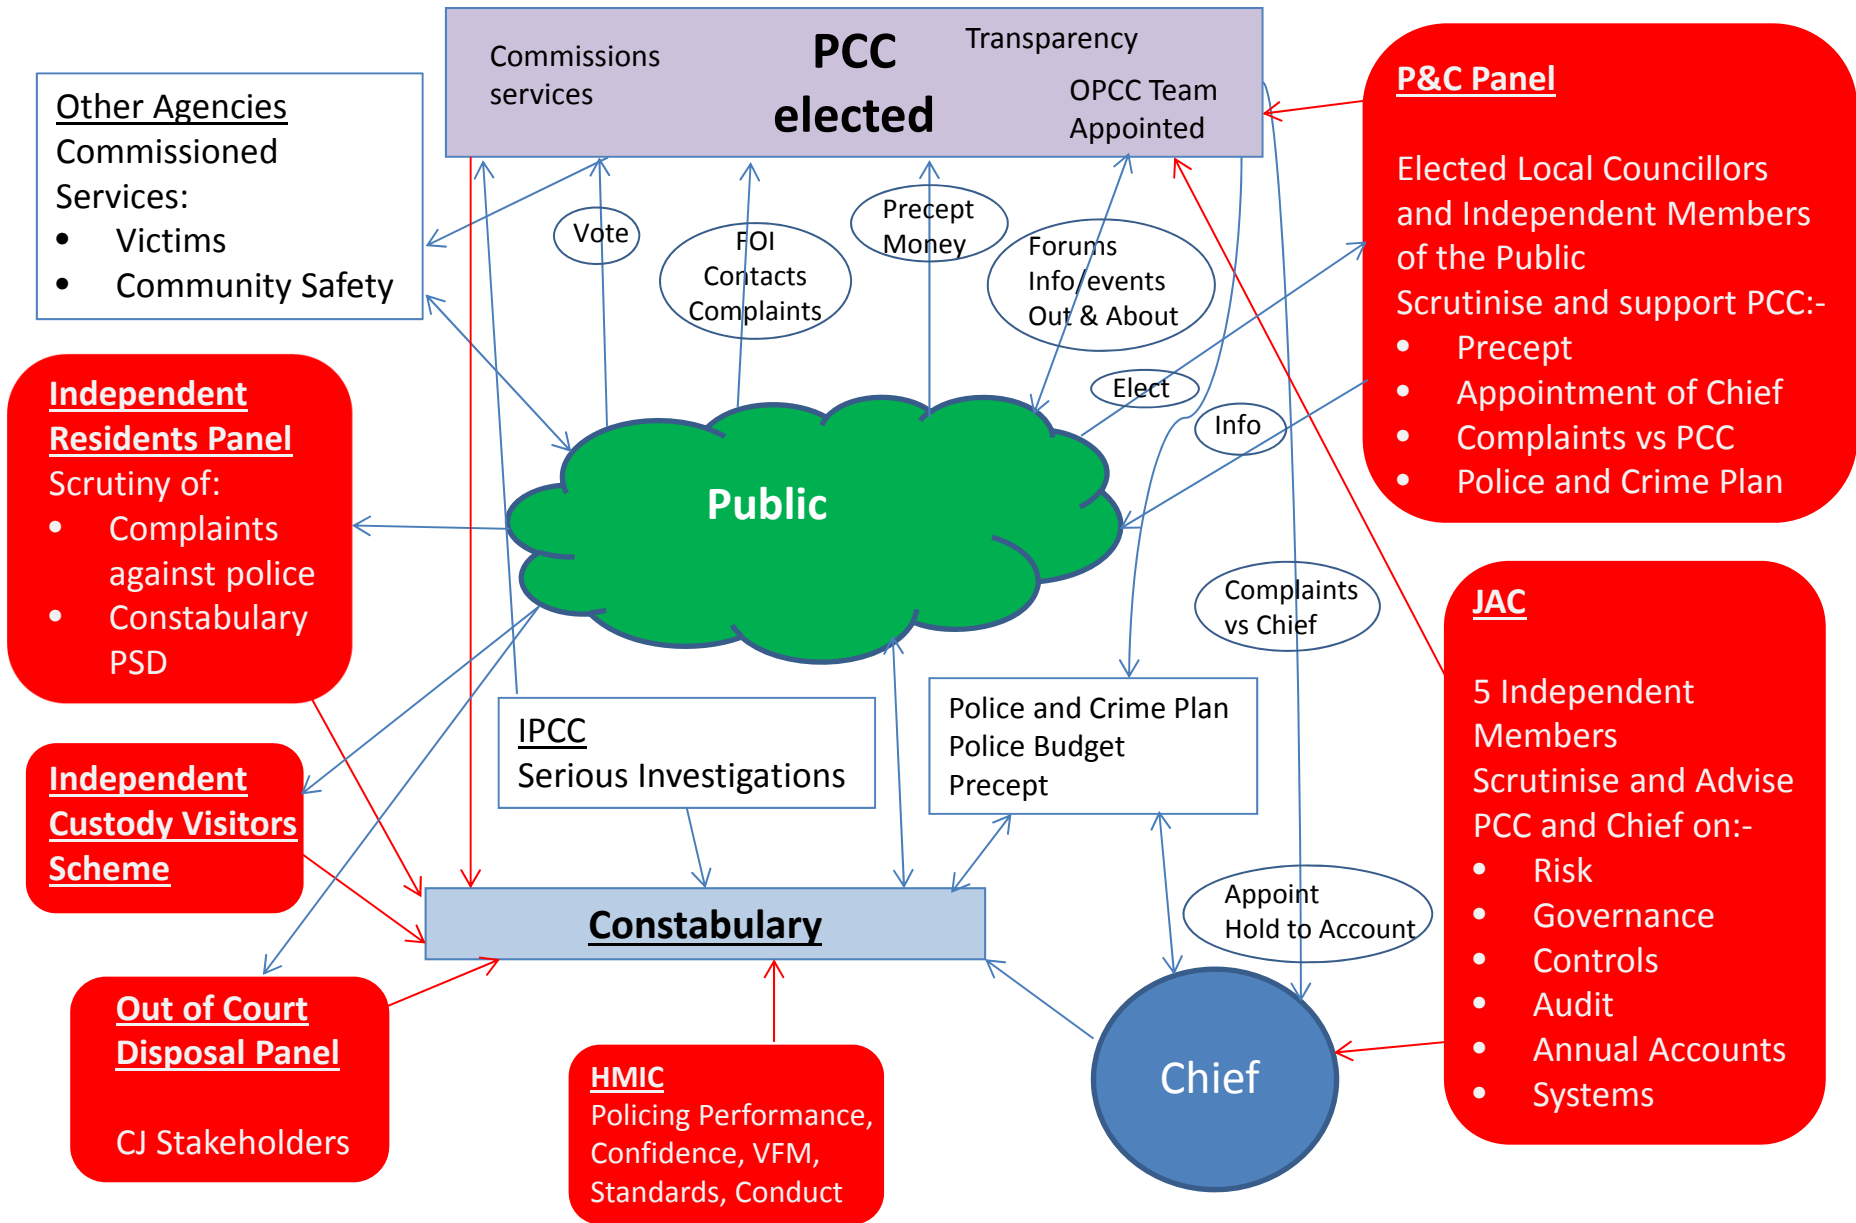 Commissions
services
PCC
elected
Transparency
OPCC Team
Appointed
Other Agencies
Commissioned
Services:
• Victims
• Community Safety
P&C Panel
Elected Local Councillors
and Independent Members
of the Public
Scrutinise and support PCC:-
• Precept
• Appointment of Chief
• Complaints vs PCC
• Police and Crime Plan
Vote
FOI
Contacts
Complaints
Precept
Money
Forums
Info/events
Out & About
Elect
Info
Independent
Residents Panel
Scrutiny of:
• Complaints
against police
• Constabulary
PSD
Public
Complaints
vs Chief
JAC
5 Independent
Members
Scrutinise and Advise
PCC and Chief on:-
• Risk
• Governance
• Controls
• Audit
• Annual Accounts
• Systems
IPCC
Serious Investigations
Police and Crime Plan
Police Budget
Precept
Independent
Custody Visitors
Scheme
Constabulary
Appoint
Hold to Account
Out of Court
Disposal Panel
CJ Stakeholders
HMIC
Policing Performance,
Confidence, VFM,
Standards, Conduct
Chief